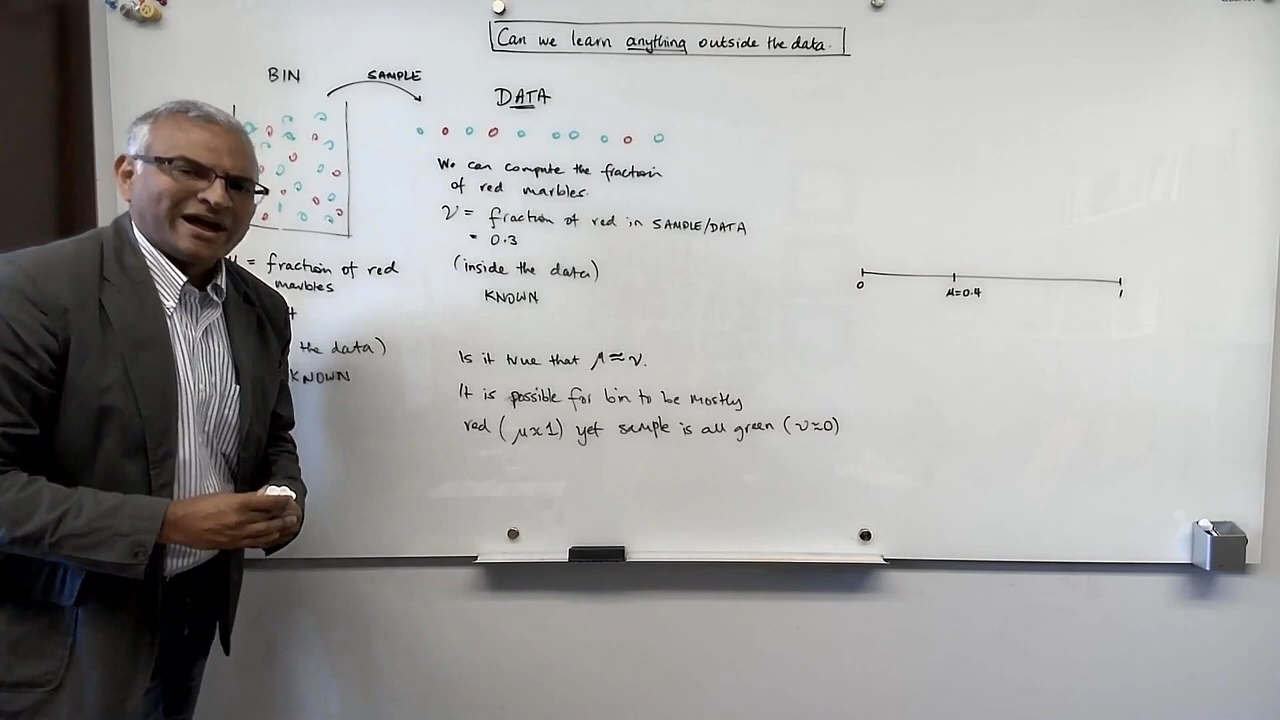 Can we learn anything outside the data.
BIN
SAMPLE
DATA
We can compute the fraction
of red marbles.
ν = fraction of red in SAMPLE/DATA
= 0.3
(inside the data)
KNOWN
= fraction of red
marbles
the data)
KNOWN
Is it true that μ≈ν.
It is possible for bin to be mostly
red (μ≈1) yet sample is all green (ν≈0)
0
μ=0.4
1